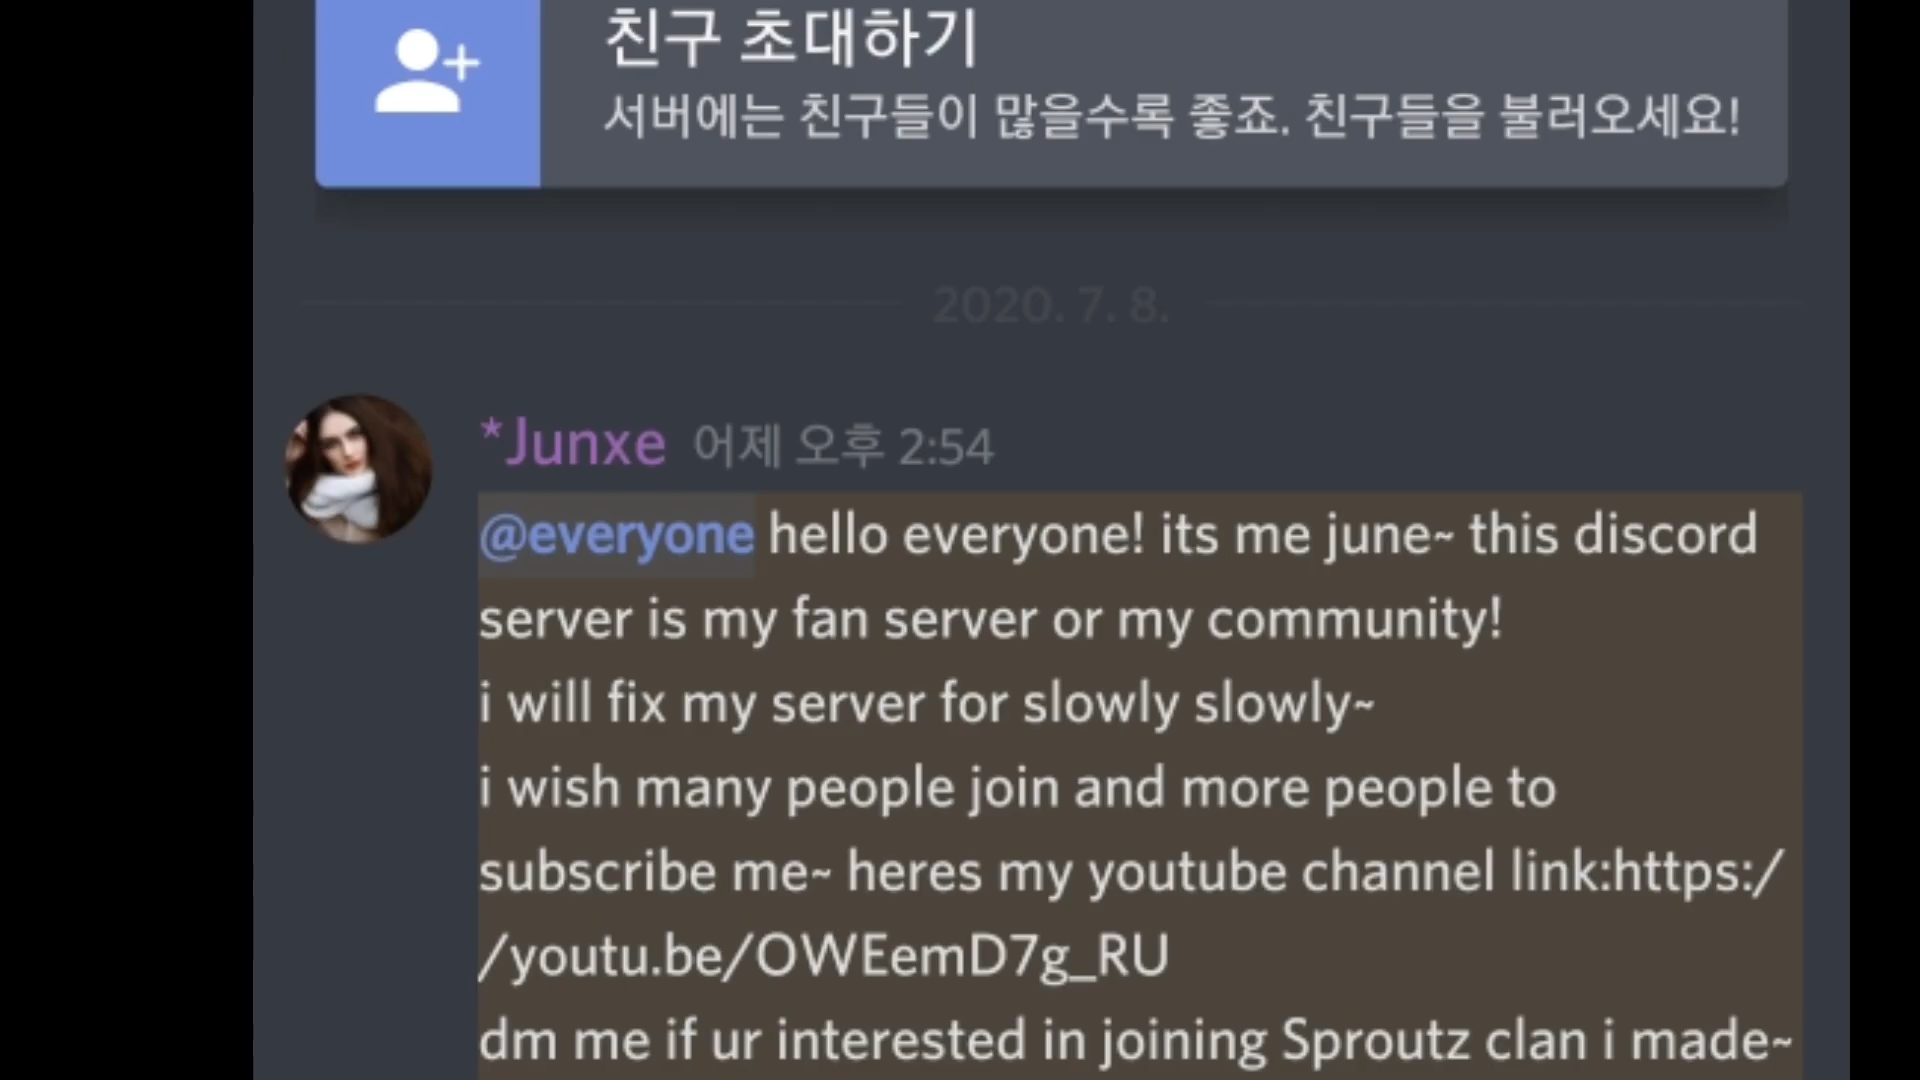 친구 초대하기
서버에는 친구들이 많을수록 좋죠. 친구들을 불러오세요!
2020. 7. 8.
*Junxe 어제 오후 2:54
@everyone hello everyone! its me june~ this discord
server is my fan server or my community!
i will fix my server for slowly slowly~
i wish many people join and more people to
subscribe me~ heres my youtube channel link:https:/
/youtu.be/OWEemD7g_RU
dm me if ur interested in joining Sproutz clan i made~